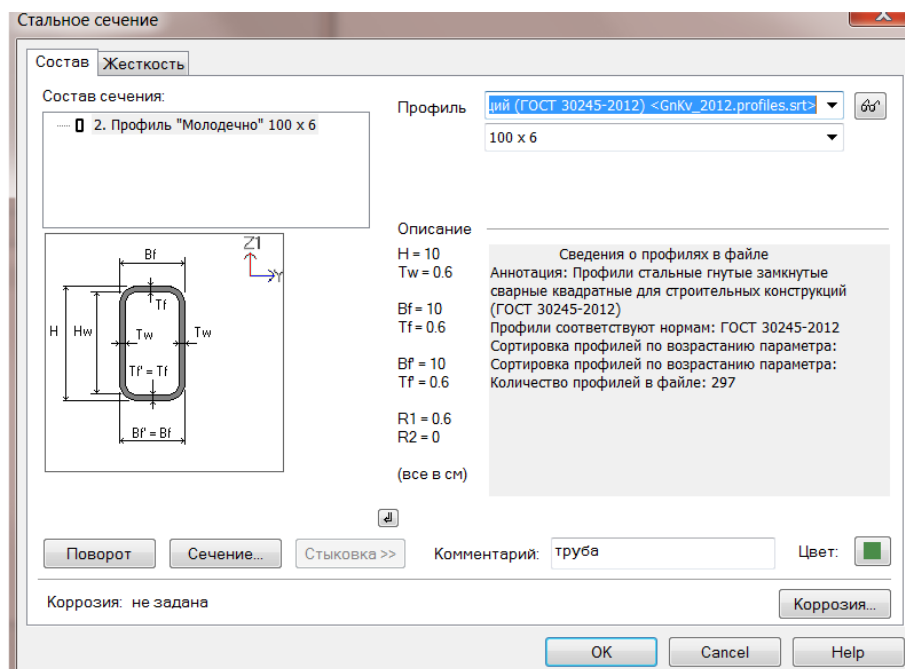 Стальное сечение
Состав
Жесткость
Состав сечения:
2. Профиль "Молодечно" 100 x 6
Профиль
ций (ГОСТ 30245-2012) <GnKv_2012.profiles.srt>
100 x 6
Z1
Y
Bf
Tf
H
Hw
Tw
Tw
Tf' = Tf
Bf' = Bf
Описание
H = 10
Tw = 0.6
Bf = 10
Tf = 0.6
Bf' = 10
Tf' = 0.6
R1 = 0.6
R2 = 0
(все в см)
Сведения о профилях в файле
Аннотация: Профили стальные гнутые замкнутые
сварные квадратные для строительных конструкций
(ГОСТ 30245-2012)
Профили соответствуют нормам: ГОСТ 30245-2012
Сортировка профилей по возрастанию параметра:
Сортировка профилей по возрастанию параметра:
Количество профилей в файле: 297
Поворот
Сечение...
Стыковка >>
Комментарий:
труба
Цвет:
Коррозия: не задана
Коррозия...
OK
Cancel
Help